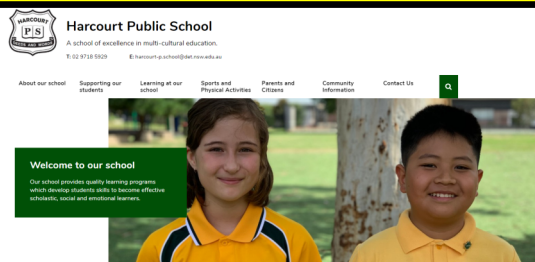 HARCOURT
P S
Harcourt Public School
A school of excellence in multi-cultural education.
T: 02 9718 5929 E: harcourt-p.school@det.nsw.edu.au
About our school
Supporting our
students
Learning at our
school
Sports and
Physical Activities
Parents and
Citizens
Community
Information
Contact Us
Welcome to our school
Our school provides quality learning programs
which develop students skills to become effective
scholastic, social and emotional learners.